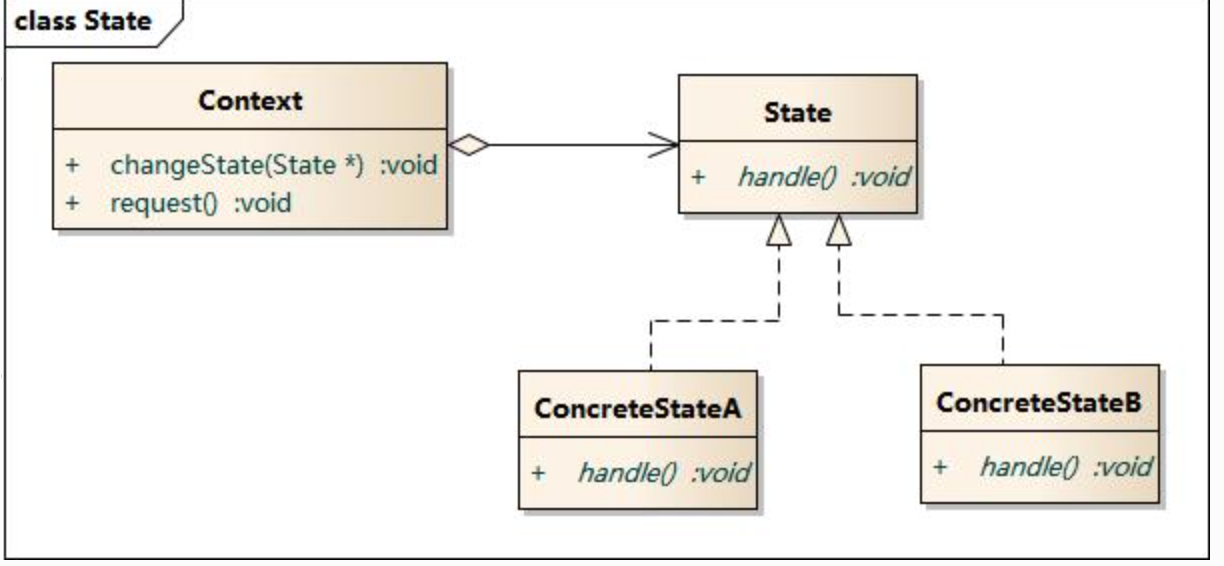 class State
Context
+ changeState(State *) :void
+ request() :void
State
+ handle() :void
ConcreteStateA
+ handle() :void
ConcreteStateB
+ handle() :void